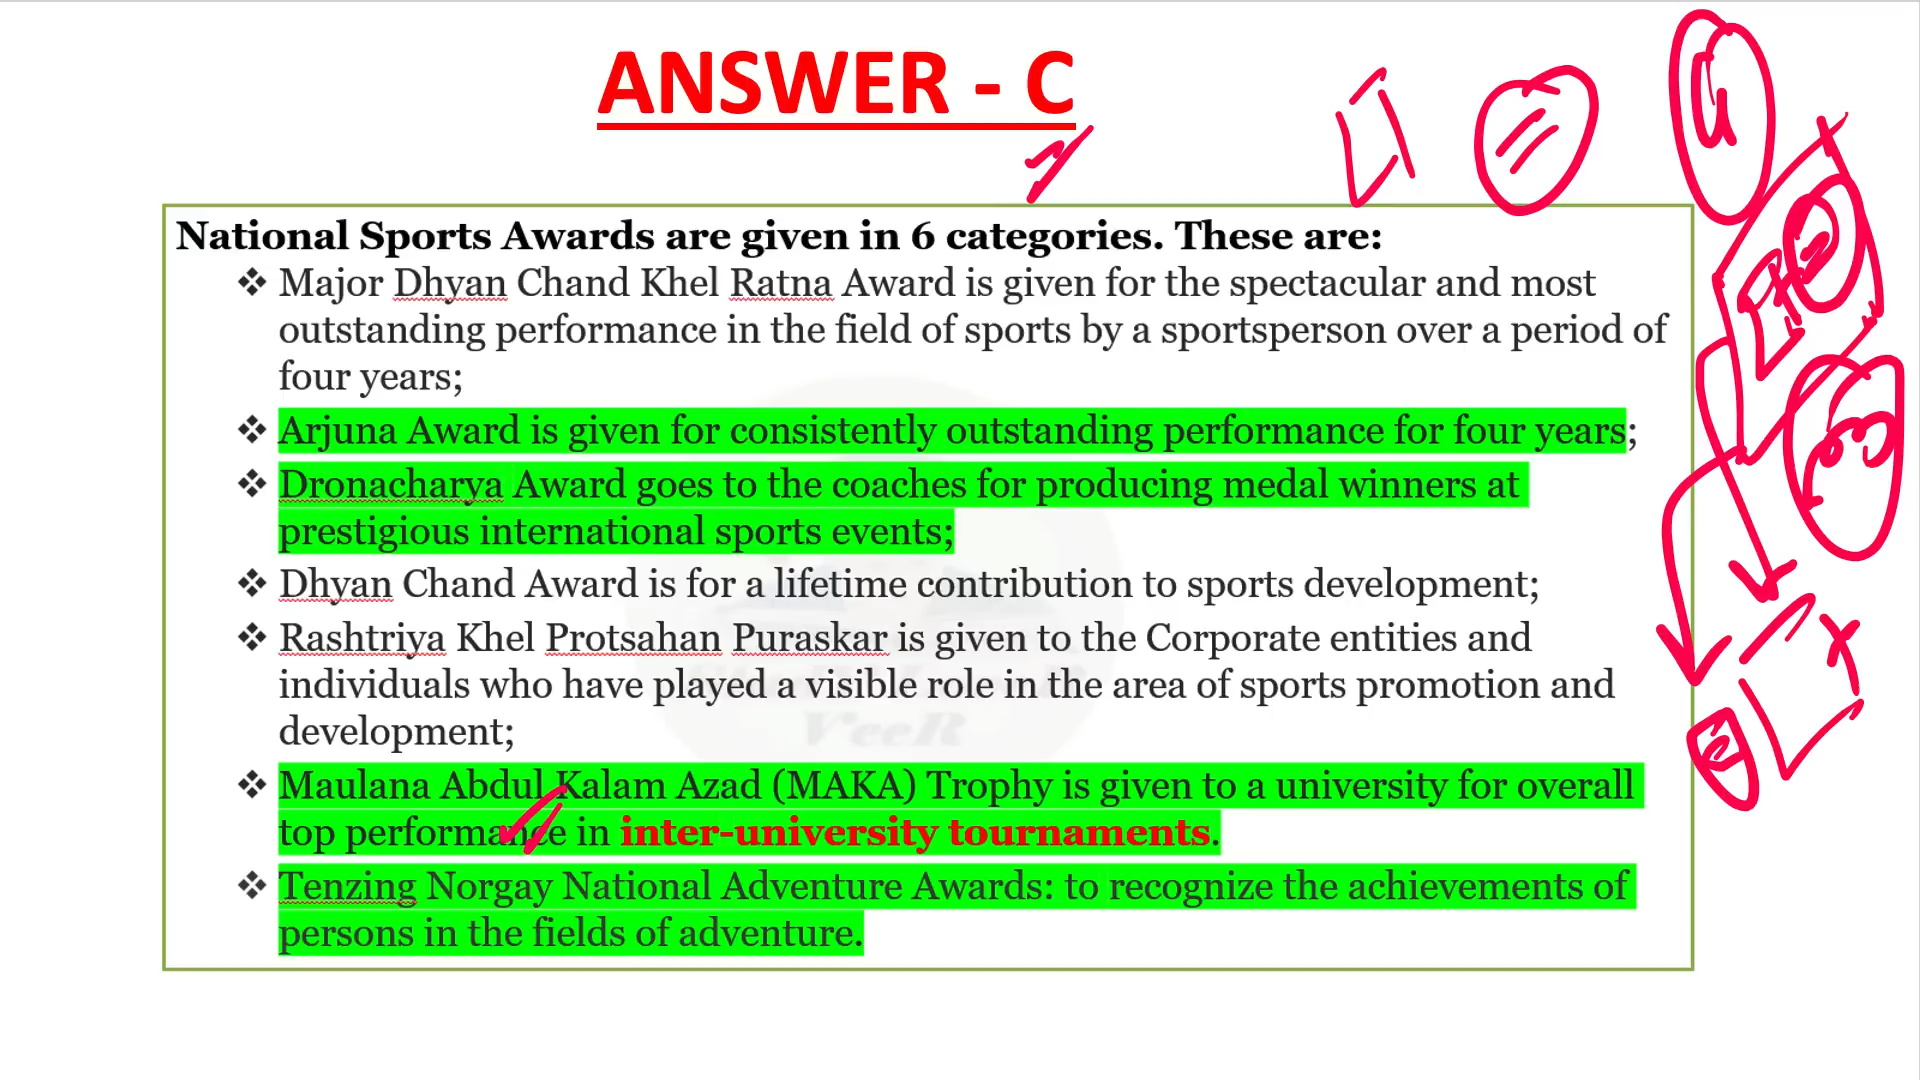 ANSWER - C
National Sports Awards are given in 6 categories. These are:
❖ Major Dhyan Chand Khel Ratna Award is given for the spectacular and most
outstanding performance in the field of sports by a sportsperson over a period of
four years;
❖ Arjuna Award is given for consistently outstanding performance for four years;
❖ Dronacharya Award goes to the coaches for producing medal winners at
prestigious international sports events;
❖ Dhyan Chand Award is for a lifetime contribution to sports development;
❖ Rashtriya Khel Protsahan Puraskar is given to the Corporate entities and
individuals who have played a visible role in the area of sports promotion and
development;
❖ Maulana Abdul Kalam Azad (MAKA) Trophy is given to a university for overall
top performance in inter-university tournaments.
❖ Tenzing Norgay National Adventure Awards: to recognize the achievements of
persons in the fields of adventure.
VeeR